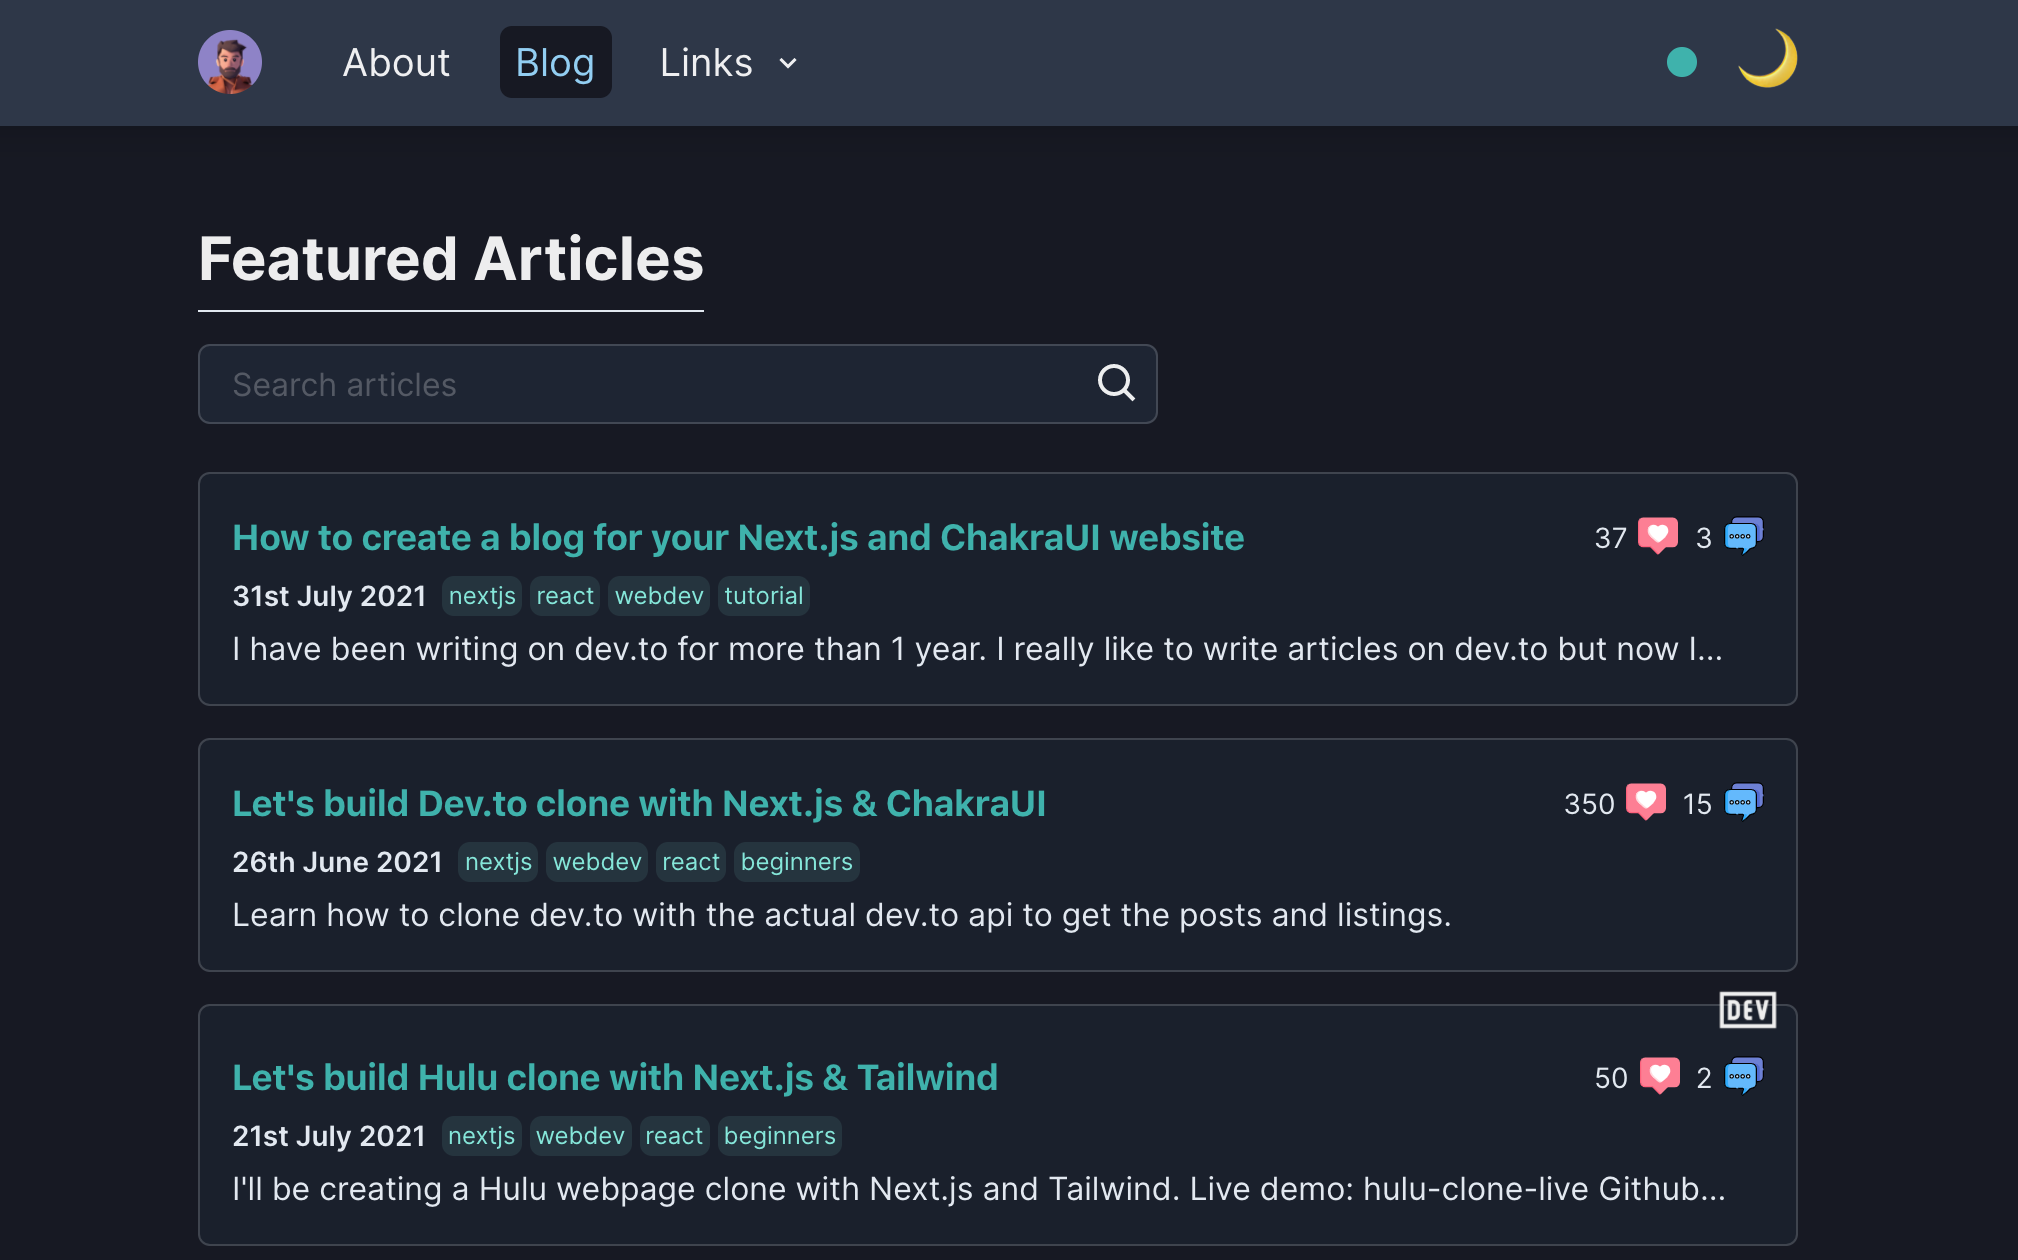 About Blog Links
Featured Articles
Search articles
How to create a blog for your Next.js and ChakraUI website 37 3
31st July 2021 nextjs react webdev tutorial
I have been writing on dev.to for more than 1 year. I really like to write articles on dev.to but now I...
Let's build Dev.to clone with Next.js & ChakraUI 350 15
26th June 2021 nextjs webdev react beginners
Learn how to clone dev.to with the actual dev.to api to get the posts and listings.
DEV
Let's build Hulu clone with Next.js & Tailwind 50 2
21st July 2021 nextjs webdev react beginners
I'll be creating a Hulu webpage clone with Next.js and Tailwind. Live demo: hulu-clone-live Github...